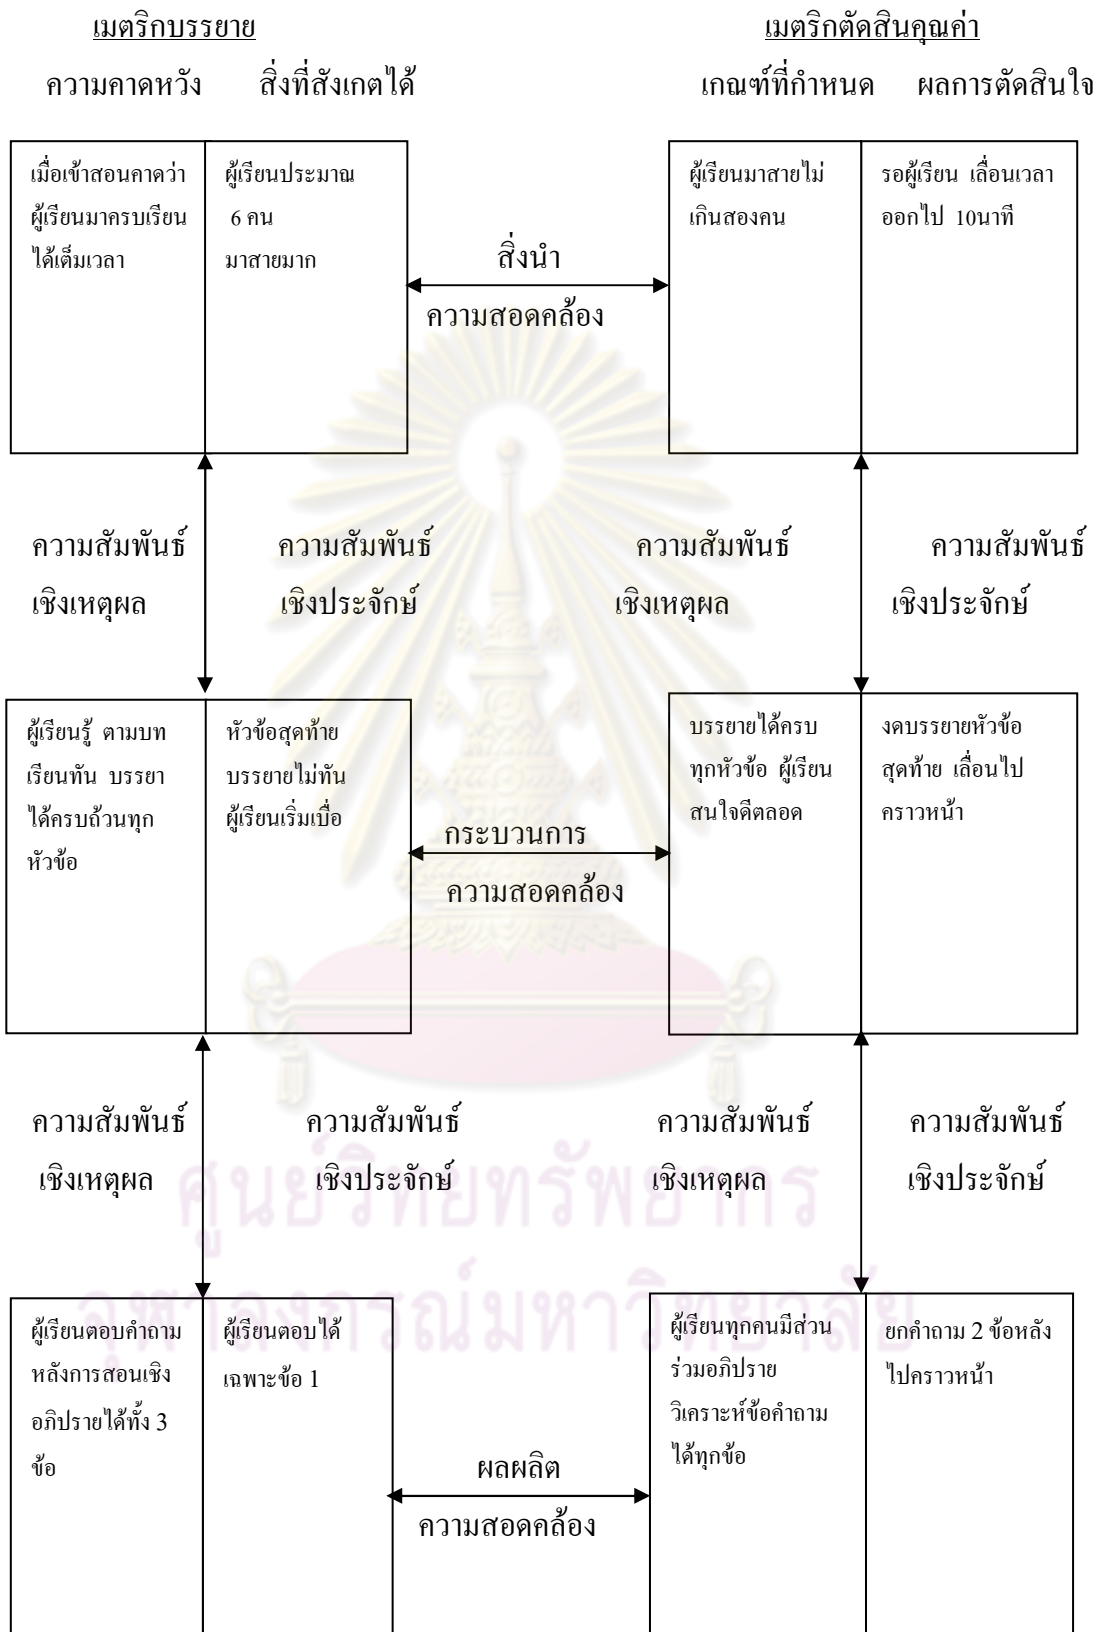 เมตริกบรรยาย เมตริกตัดสินคุณค่า
ความคาดหวัง สิ่งที่สังเกตได้ เกณฑ์ที่กำหนด ผลการตัดสินใจ
เมื่อเข้าสอนคาดว่า
ผู้เรียนมาครบเรียน
ได้เต็มเวลา
ผู้เรียนประมาณ
6 คน
มาสายมาก
สิ่งนำ
ความสอดคล้อง
ผู้เรียนมาสายไม่
เกินสองคน
รอผู้เรียน เลื่อนเวลา
ออกไป 10นาที
ความสัมพันธ์ ความสัมพันธ์ ความสัมพันธ์ ความสัมพันธ์
เชิงเหตุผล เชิงประจักษ์ เชิงเหตุผล เชิงประจักษ์
ผู้เรียนรู้ ตามบท
เรียนทัน บรรยา
ได้ครบถ้วนทุก
หัวข้อ
หัวข้อสุดท้าย
บรรยายไม่ทัน
ผู้เรียนเริ่มเบื่อ
กระบวนการ
ความสอดคล้อง
บรรยายได้ครบ
ทุกหัวข้อ ผู้เรียน
สนใจดีตลอด
งดบรรยายหัวข้อ
สุดท้าย เลื่อนไป
คราวหน้า
ความสัมพันธ์ ความสัมพันธ์ ความสัมพันธ์ ความสัมพันธ์
เชิงเหตุผล เชิงประจักษ์ เชิงเหตุผล เชิงประจักษ์
ศูนย์วิทยทรัพยากร
จุฬาลงกรณ์มหาวิทยาลัย
ผู้เรียนตอบคำถาม
หลังการสอนเชิง
อภิปรายได้ทั้ง 3
ข้อ
ผู้เรียนตอบได้
เฉพาะข้อ 1
ผลผลิต
ความสอดคล้อง
ผู้เรียนทุกคนมีส่วน
ร่วมอภิปราย
วิเคราะห์ข้อคำถาม
ได้ทุกข้อ
ยกคำถาม 2 ข้อหลัง
ไปคราวหน้า